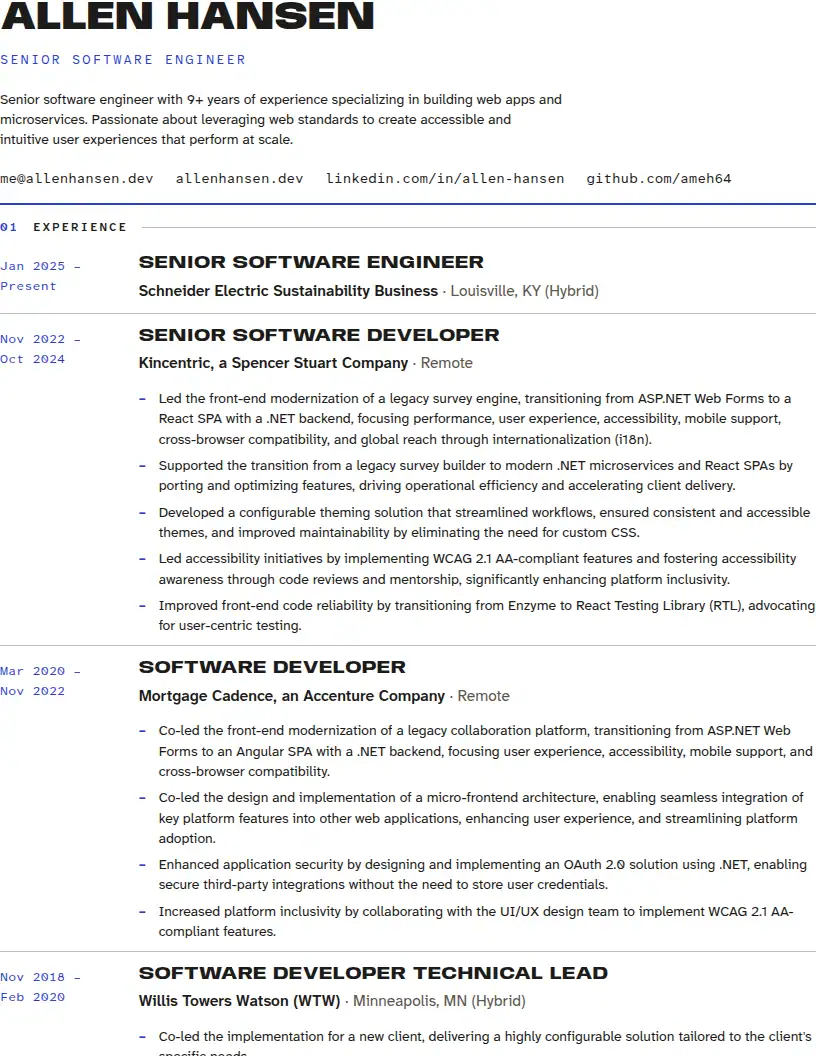 ALLEN HANSEN
SENIOR SOFTWARE ENGINEER
Senior software engineer with 9+ years of experience specializing in building web apps and
microservices. Passionate about leveraging web standards to create accessible and
intuitive user experiences that perform at scale.
me@allenhansen.dev allenhansen.dev linkedin.com/in/allen-hansen github.com/ameh64
01 EXPERIENCE
Jan 2025 –
Present
SENIOR SOFTWARE ENGINEER
Schneider Electric Sustainability Business · Louisville, KY (Hybrid)
Nov 2022 –
Oct 2024
SENIOR SOFTWARE DEVELOPER
Kincentric, a Spencer Stuart Company · Remote
– Led the front-end modernization of a legacy survey engine, transitioning from ASP.NET Web Forms to a
React SPA with a .NET backend, focusing performance, user experience, accessibility, mobile support,
cross-browser compatibility, and global reach through internationalization (i18n).
– Supported the transition from a legacy survey builder to modern .NET microservices and React SPAs by
porting and optimizing features, driving operational efficiency and accelerating client delivery.
– Developed a configurable theming solution that streamlined workflows, ensured consistent and accessible
themes, and improved maintainability by eliminating the need for custom CSS.
– Led accessibility initiatives by implementing WCAG 2.1 AA-compliant features and fostering accessibility
awareness through code reviews and mentorship, significantly enhancing platform inclusivity.
– Improved front-end code reliability by transitioning from Enzyme to React Testing Library (RTL), advocating
for user-centric testing.
Mar 2020 –
Nov 2022
SOFTWARE DEVELOPER
Mortgage Cadence, an Accenture Company · Remote
– Co-led the front-end modernization of a legacy collaboration platform, transitioning from ASP.NET Web
Forms to an Angular SPA with a .NET backend, focusing user experience, accessibility, mobile support, and
cross-browser compatibility.
– Co-led the design and implementation of a micro-frontend architecture, enabling seamless integration of
key platform features into other web applications, enhancing user experience, and streamlining platform
adoption.
– Enhanced application security by designing and implementing an OAuth 2.0 solution using .NET, enabling
secure third-party integrations without the need to store user credentials.
– Increased platform inclusivity by collaborating with the UI/UX design team to implement WCAG 2.1 AA-
compliant features.
Nov 2018 –
Feb 2020
SOFTWARE DEVELOPER TECHNICAL LEAD
Willis Towers Watson (WTW) · Minneapolis, MN (Hybrid)
– Co-led the implementation for a new client, delivering a highly configurable solution tailored to the client's
specific needs.